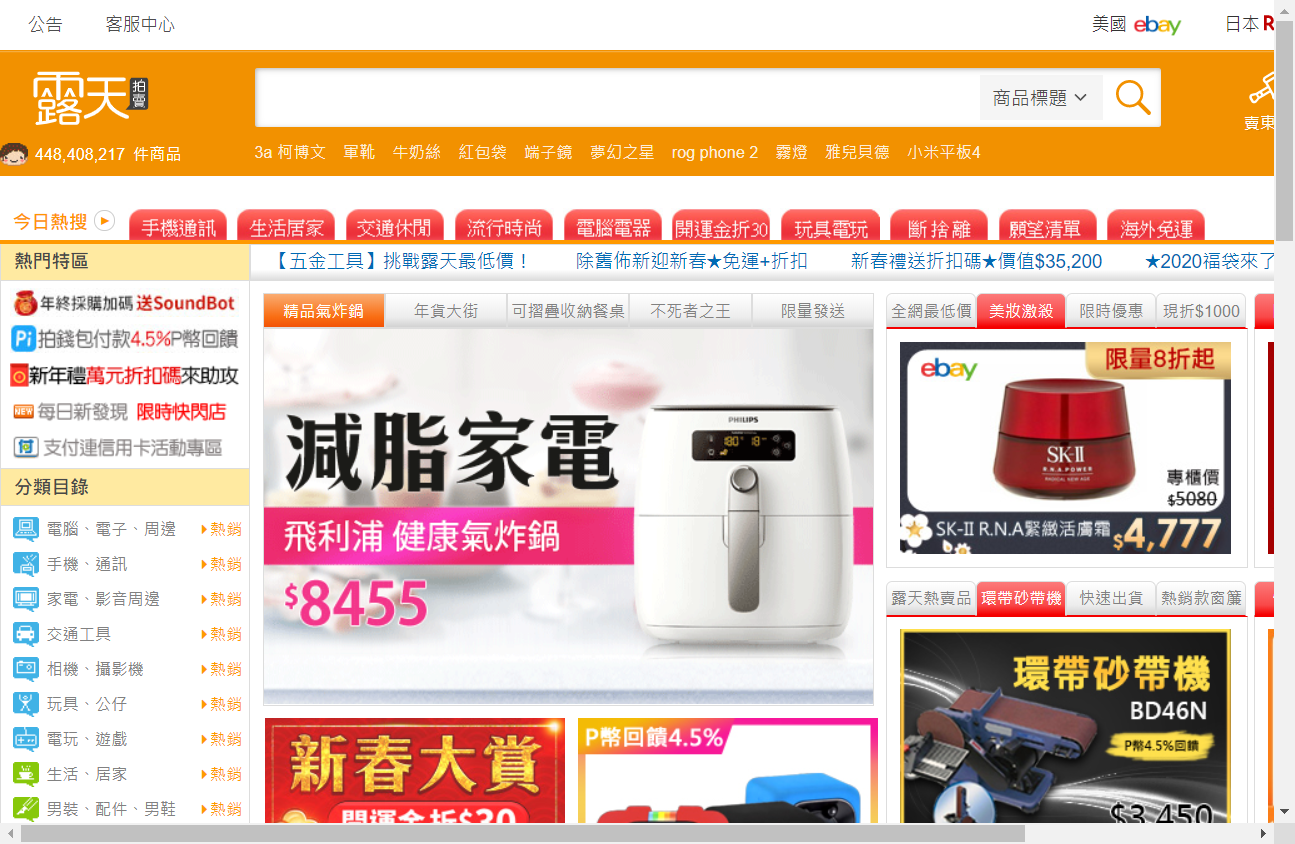 公告 客服中心 美國 ebay 日本 R
露天 拍賣 商品標題
賣東
448,408,217 件商品 3a 柯博文 軍靴 牛奶絲 紅包袋 端子鏡 夢幻之星 rog phone 2 霧燈 雅兒貝德 小米平板4
今日熱搜 手機通訊 生活居家 交通休閒 流行時尚 電腦電器 開運金折30 玩具電玩 斷捨離 願望清單 海外免運
熱門特區 【五金工具】挑戰露天最低價！ 除舊佈新迎新春★免運+折扣 新春禮送折扣碼★價值$35,200 ★2020福袋來了
年終採購加碼 送SoundBot
Pi 拍錢包付款4.5%P幣回饋
新年禮萬元折扣碼來助攻
NEW 每日新發現 限時快閃店
支付連信用卡活動專區
分類目錄
電腦、電子、周邊 熱銷
手機、通訊 熱銷
家電、影音周邊 熱銷
交通工具 熱銷
相機、攝影機 熱銷
玩具、公仔 熱銷
電玩、遊戲 熱銷
生活、居家 熱銷
男裝、配件、男鞋 熱銷
精品氣炸鍋 年貨大街 可摺疊收納餐桌 不死者之王 限量發送
PHILIPS
180 18
減脂家電
飛利浦 健康氣炸鍋
$8455
新春大賞
開運金折$30
P幣回饋4.5%
全網最低價 美妝激殺 限時優惠 現折$1000
ebay 限量8折起
SK-II
R.N.A POWER
RADICAL NEW AGE
專櫃價
$5080
SK-II R.N.A緊緻活膚霜 $4,777
露天熱賣品 環帶砂帶機 快速出貨 熱銷款窗簾
環帶砂帶機
BD46N
P幣4.5%回饋
$3,450